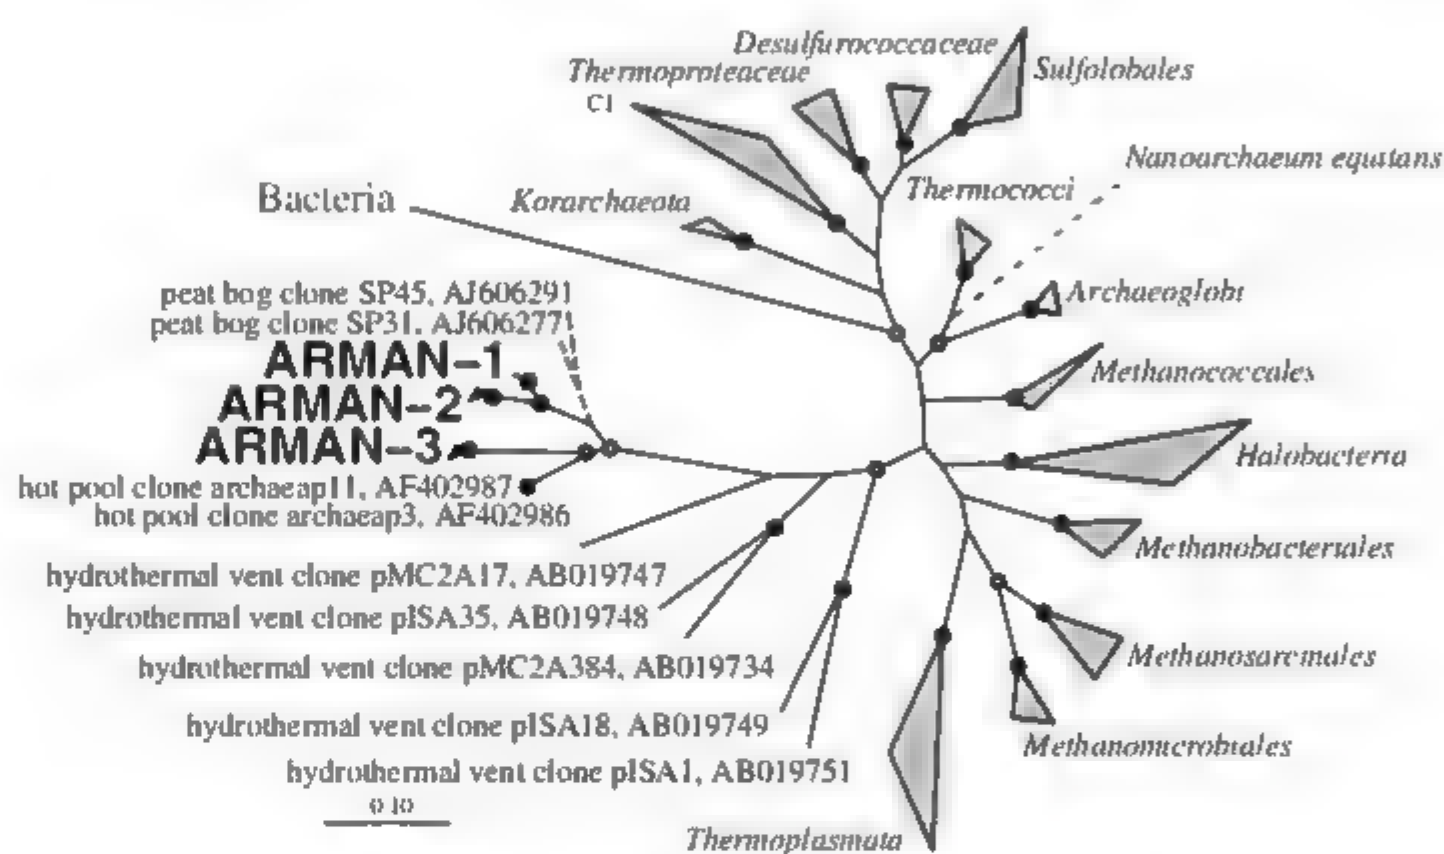 Desulfurococcaceae
Thermoproteaceae
Sulfolobales
C1
Nanoarchaeum equitans
Bacteria
Korarchaeota
Thermococci
peat bog clone SP45, AJ606291
Archaeoglobi
peat bog clone SP31, AJ606277
ARMAN-1
Methanococcales
ARMAN-2
ARMAN-3
Halobacteria
hot pool clone archaeap11, AF402987
hot pool clone archaeap3, AF402986
Methanobacteriales
hydrothermal vent clone pMC2A17, AB019747
hydrothermal vent clone pISA35, AB019748
Methanosarcinales
hydrothermal vent clone pMC2A384, AB019734
hydrothermal vent clone pISA18, AB019749
Methanomicrobiales
hydrothermal vent clone pISA1, AB019751
0.10
Thermoplasmata